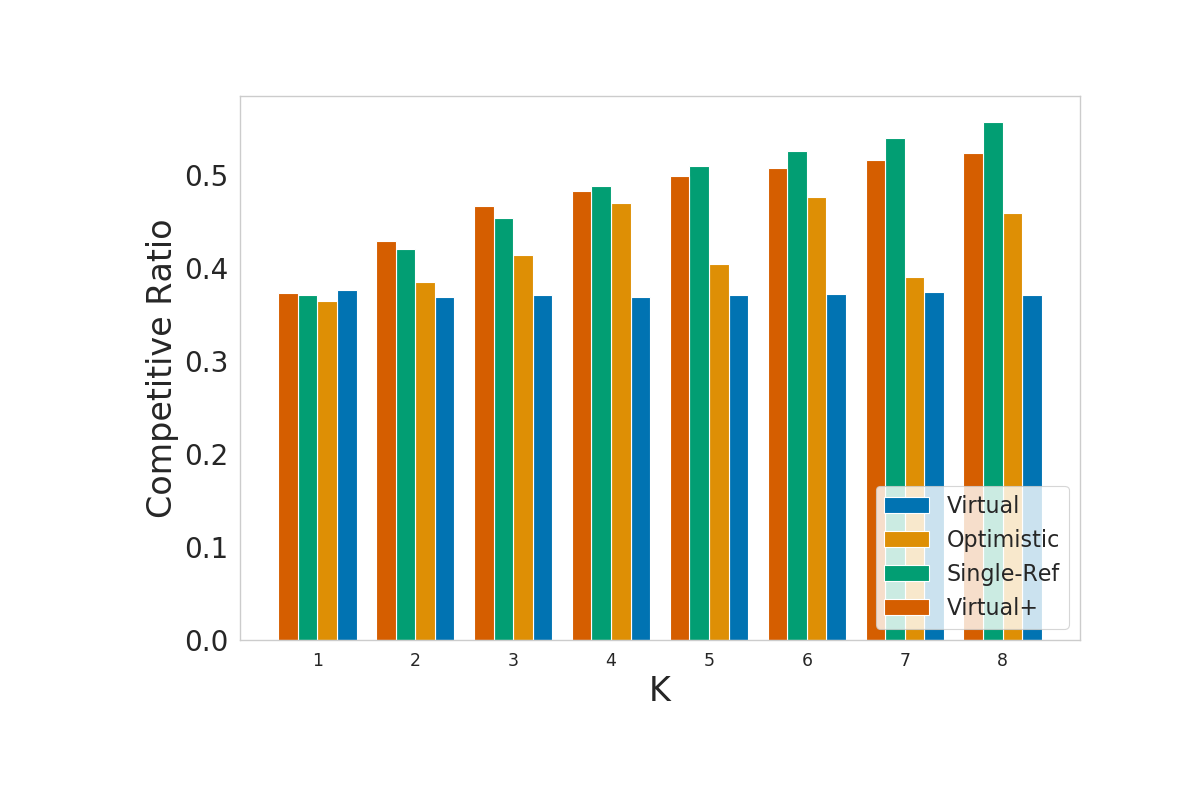 Competitive Ratio
0.5
0.4
0.3
0.2
0.1
0.0
1 2 3 4 5 6 7 8
K
Virtual
Optimistic
Single-Ref
Virtual+